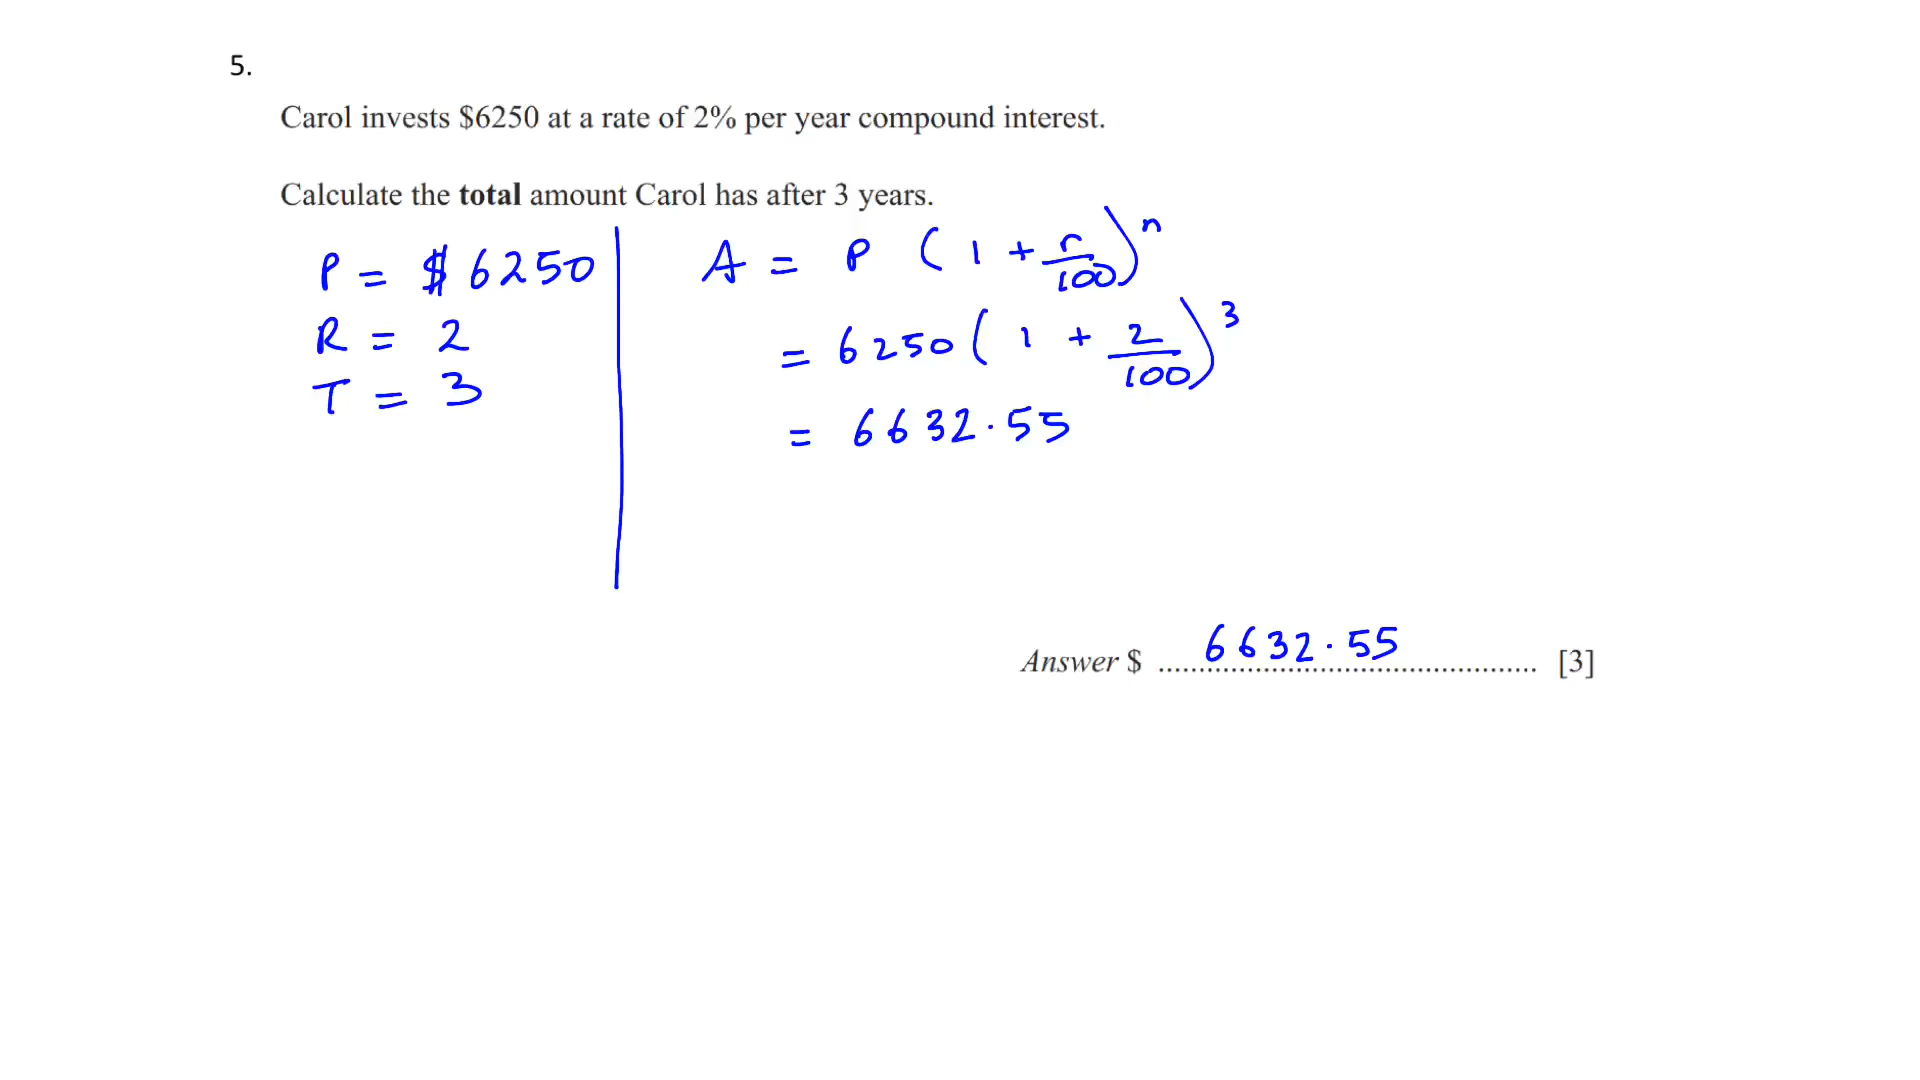 5.
Carol invests $6250 at a rate of 2% per year compound interest.
Calculate the total amount Carol has after 3 years.
P = $ 6250
R = 2
T = 3
A = P (1 + r/100)^n
= 6250 (1 + 2/100)^3
= 6632.55
Answer $ 6632.55 [3]